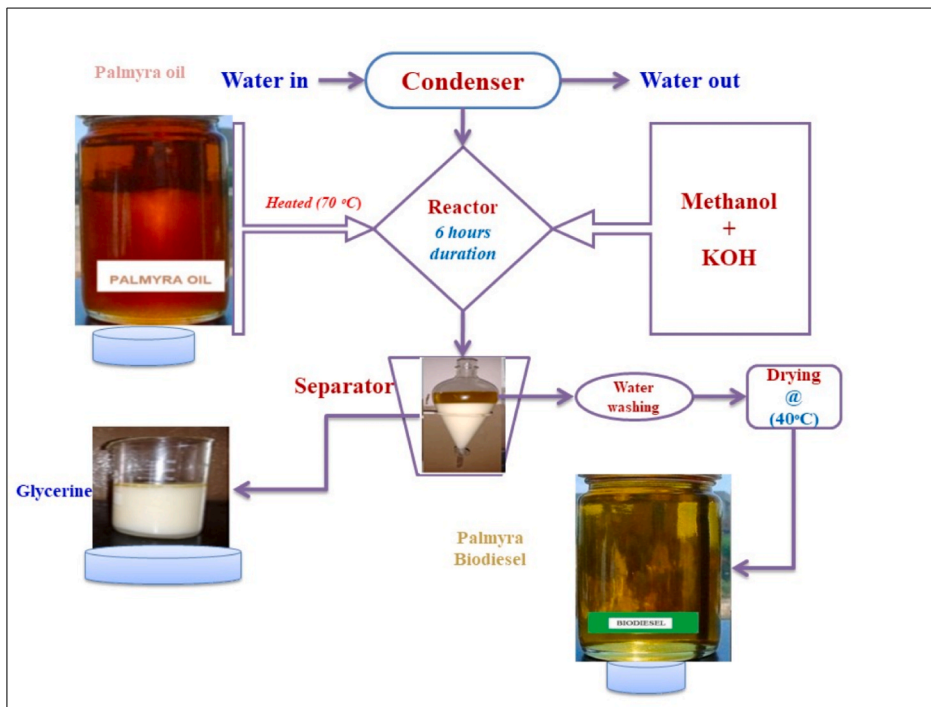 Palmyra oil
Water in
Condenser
Water out
Heated (70 °C)
Reactor
6 hours
duration
Methanol
+
KOH
PALMYRA OIL
Separator
Water
washing
Drying
@
(40°C)
Glycerine
Palmyra
Biodiesel
BIODIESEL